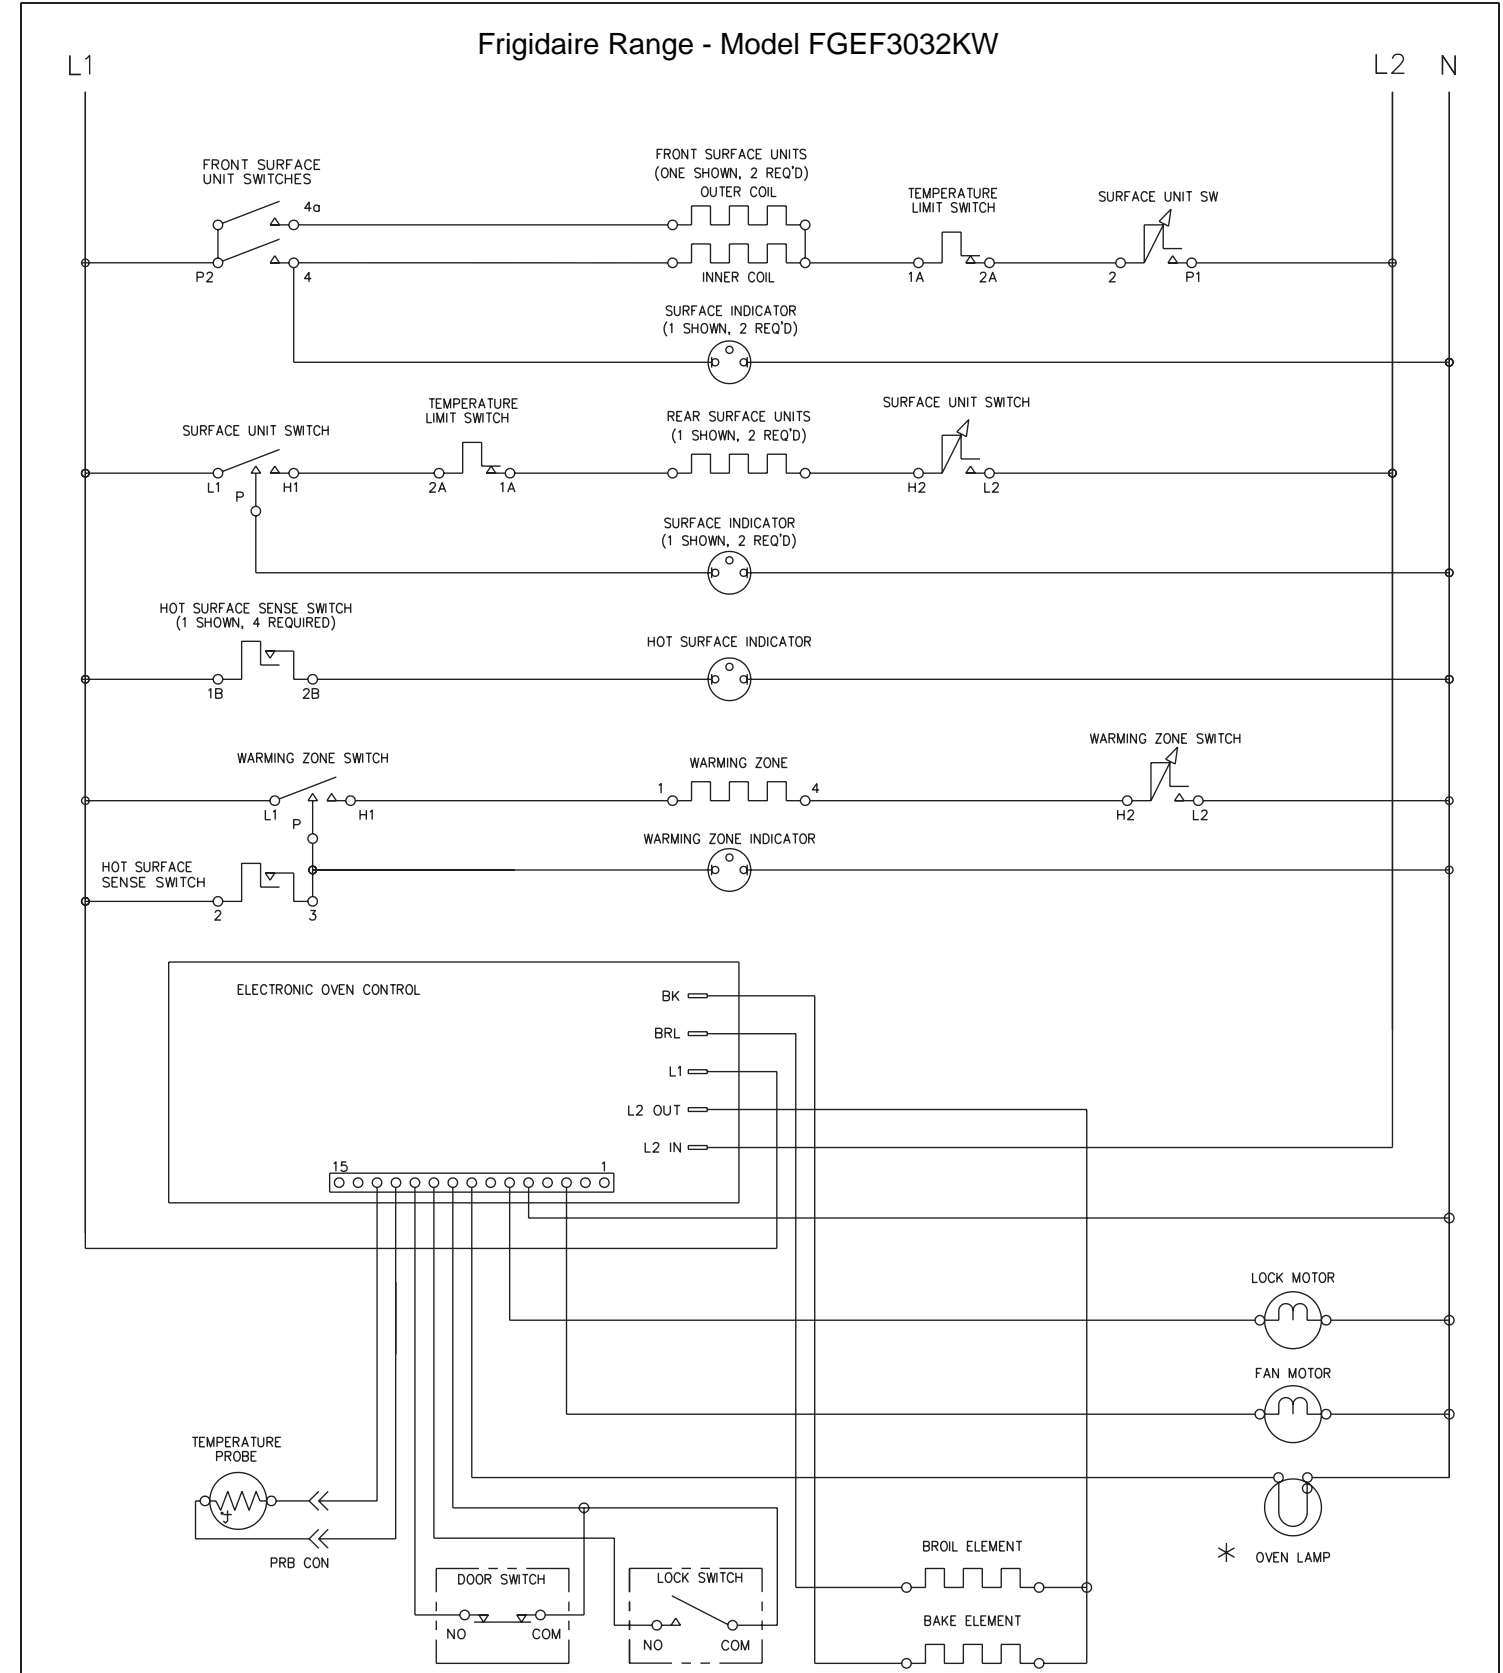 Frigidaire Range - Model FGEF3032KW
L1
L2 N
FRONT SURFACE
UNIT SWITCHES
4a
P2
4
FRONT SURFACE UNITS
(ONE SHOWN, 2 REQ'D)
OUTER COIL
INNER COIL
TEMPERATURE
LIMIT SWITCH
1A
2A
SURFACE UNIT SW
2
P1
SURFACE INDICATOR
(1 SHOWN, 2 REQ'D)
SURFACE UNIT SWITCH
L1
P
H1
TEMPERATURE
LIMIT SWITCH
2A
1A
REAR SURFACE UNITS
(1 SHOWN, 2 REQ'D)
SURFACE UNIT SWITCH
H2
L2
SURFACE INDICATOR
(1 SHOWN, 2 REQ'D)
HOT SURFACE SENSE SWITCH
(1 SHOWN, 4 REQUIRED)
1B
2B
HOT SURFACE INDICATOR
WARMING ZONE SWITCH
L1
P
H1
WARMING ZONE
1
4
WARMING ZONE SWITCH
H2
L2
WARMING ZONE INDICATOR
HOT SURFACE
SENSE SWITCH
2
3
ELECTRONIC OVEN CONTROL
BK
BRL
L1
L2 OUT
L2 IN
15
1
LOCK MOTOR
FAN MOTOR
TEMPERATURE
PROBE
t
PRB CON
DOOR SWITCH
NO
COM
LOCK SWITCH
NO
COM
BROIL ELEMENT
BAKE ELEMENT
* OVEN LAMP